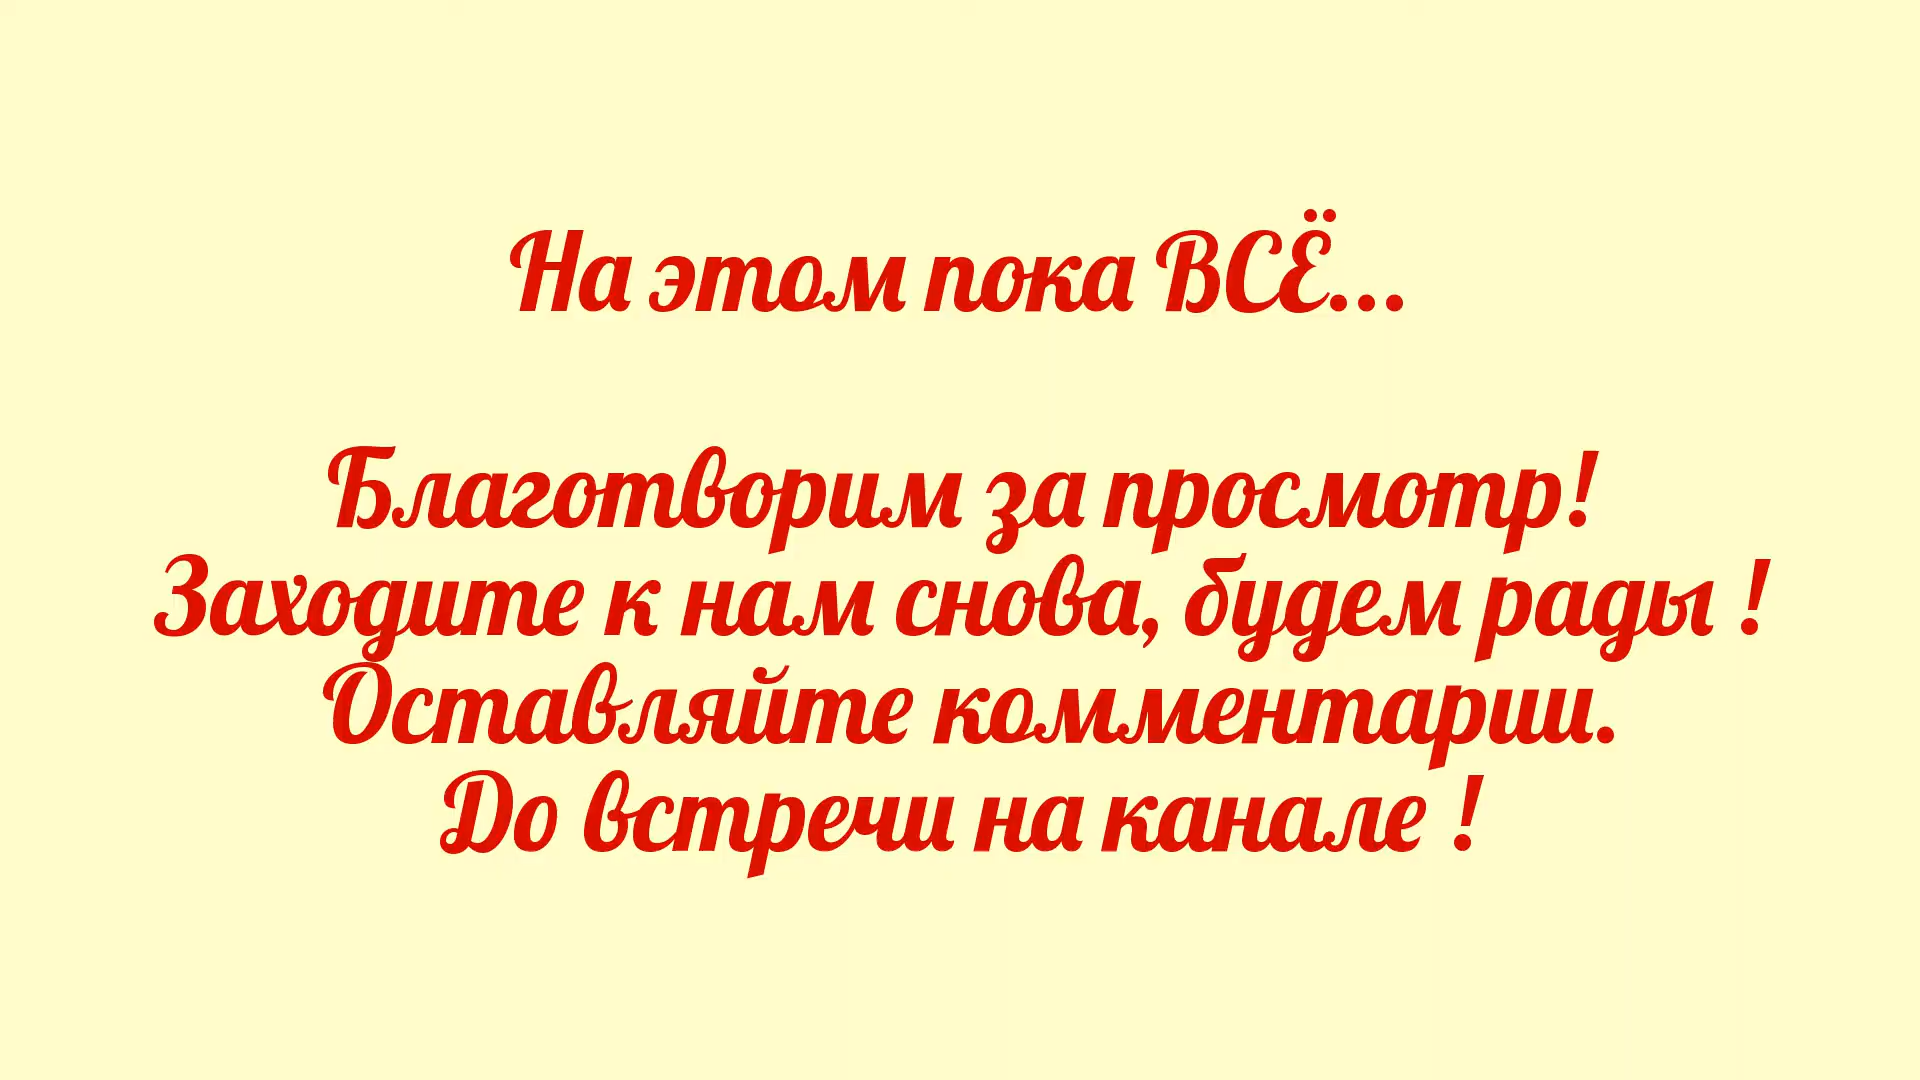 На этом пока ВСЁ...
Благотворим за просмотр!
Заходите к нам снова, будем рады !
Оставляйте комментарии.
До встречи на канале !